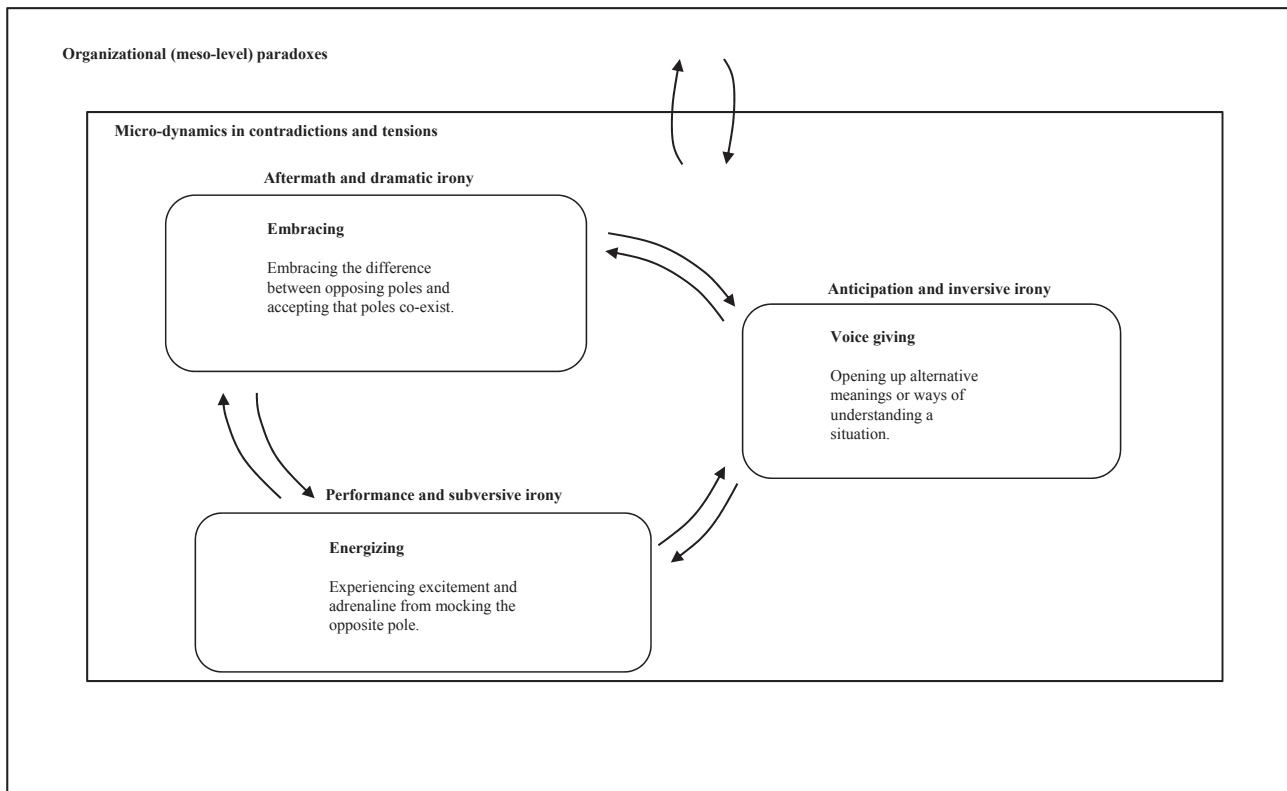 Organizational (meso-level) paradoxes
Micro-dynamics in contradictions and tensions
Aftermath and dramatic irony
Embracing
Embracing the difference
between opposing poles and
accepting that poles co-exist.
Anticipation and inversive irony
Voice giving
Opening up alternative
meanings or ways of
understanding a
situation.
Performance and subversive irony
Energizing
Experiencing excitement and
adrenaline from mocking the
opposite pole.